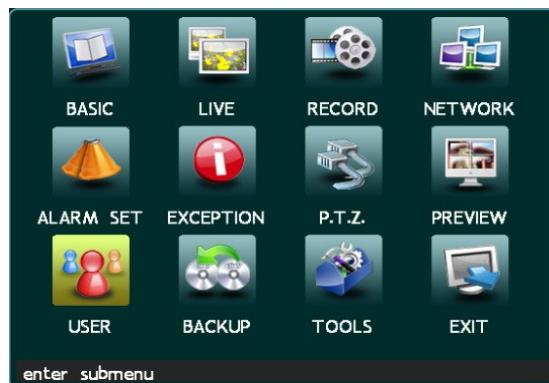 BASIC LIVE RECORD NETWORK
ALARM SET EXCEPTION P.T.Z. PREVIEW
USER BACKUP TOOLS EXIT
enter submenu